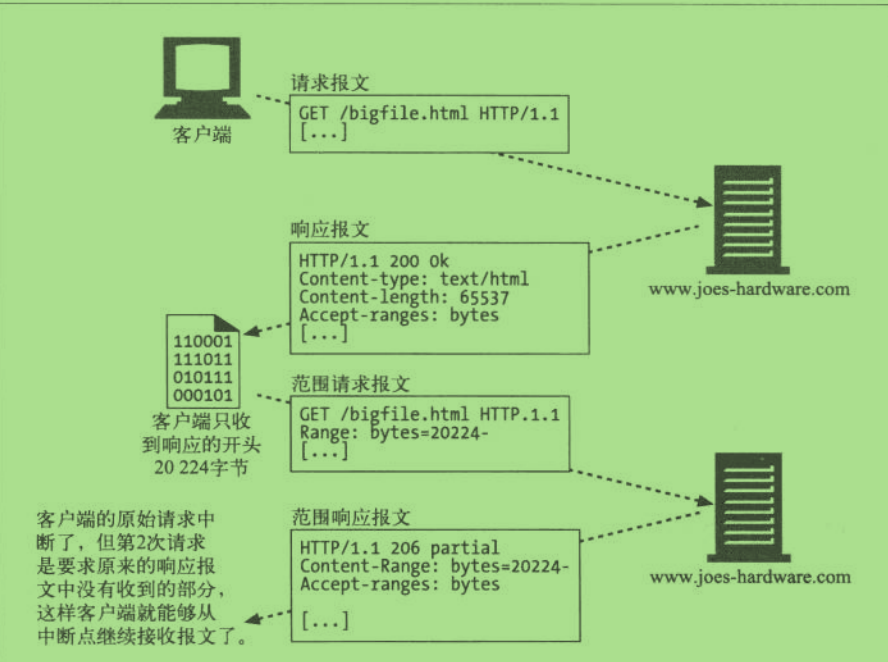 请求报文
GET /bigfile.html HTTP/1.1
[...]
客户端
响应报文
HTTP/1.1 200 Ok
Content-type: text/html
Content-length: 65537
Accept-ranges: bytes
[...]
www.joes-hardware.com
110001
111011
010111
000101
客户端只收
到响应的开头
20 224字节
范围请求报文
GET /bigfile.html HTTP.1.1
Range: bytes=20224-
[...]
客户端的原始请求中
断了，但第2次请求
是要求原来的响应报
文中没有收到的部分，
这样客户端就能够从
中断点继续接收报文了。
范围响应报文
HTTP/1.1 206 partial
Content-Range: bytes=20224-
Accept-ranges: bytes
[...]
www.joes-hardware.com